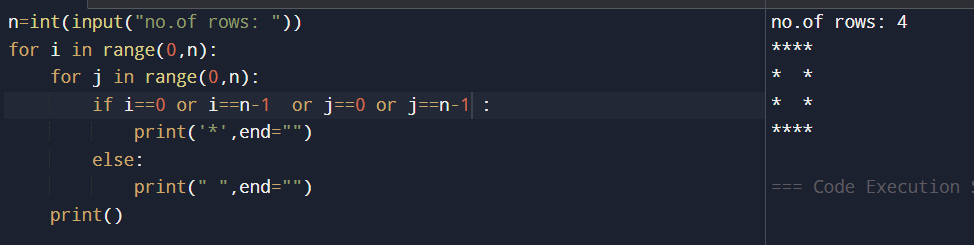 n=int(input("no.of rows: "))
for i in range(0,n):
    for j in range(0,n):
        if i==0 or i==n-1  or j==0 or j==n-1 :
            print('*',end="")
        else:
            print(" ",end="")
    print()
no.of rows: 4
****
*  *
*  *
****
=== Code Execution